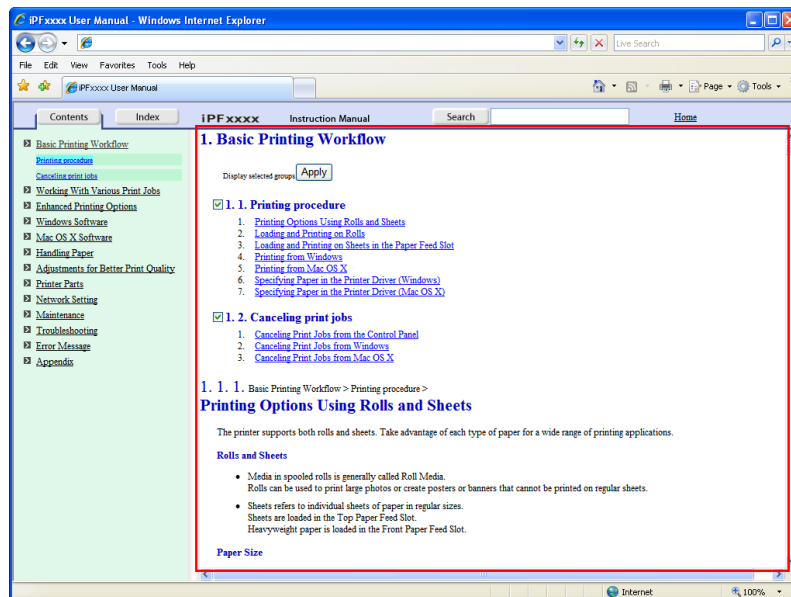 iPFxxxx User Manual - Windows Internet Explorer
Live Search
File Edit View Favorites Tools Help
iPFxxxx User Manual
Page Tools
Contents Index iPFxxxx Instruction Manual Search Home
Basic Printing Workflow
Printing procedure
Canceling print jobs
Working With Various Print Jobs
Enhanced Printing Options
Windows Software
Mac OS X Software
Handling Paper
Adjustments for Better Print Quality
Printer Parts
Network Setting
Maintenance
Troubleshooting
Error Message
Appendix
1. Basic Printing Workflow
Display selected groups Apply
1. 1. Printing procedure
1. Printing Options Using Rolls and Sheets
2. Loading and Printing on Rolls
3. Loading and Printing on Sheets in the Paper Feed Slot
4. Printing from Windows
5. Printing from Mac OS X
6. Specifying Paper in the Printer Driver (Windows)
7. Specifying Paper in the Printer Driver (Mac OS X)
1. 2. Canceling print jobs
1. Canceling Print Jobs from the Control Panel
2. Canceling Print Jobs from Windows
3. Canceling Print Jobs from Mac OS X
1. 1. 1. Basic Printing Workflow > Printing procedure >
Printing Options Using Rolls and Sheets
The printer supports both rolls and sheets. Take advantage of each type of paper for a wide range of printing applications.
Rolls and Sheets
• Media in spooled rolls is generally called Roll Media.
Rolls can be used to print large photos or create posters or banners that cannot be printed on regular sheets.
• Sheets refers to individual sheets of paper in regular sizes.
Sheets are loaded in the Top Paper Feed Slot.
Heavyweight paper is loaded in the Front Paper Feed Slot.
Paper Size
Internet 100%